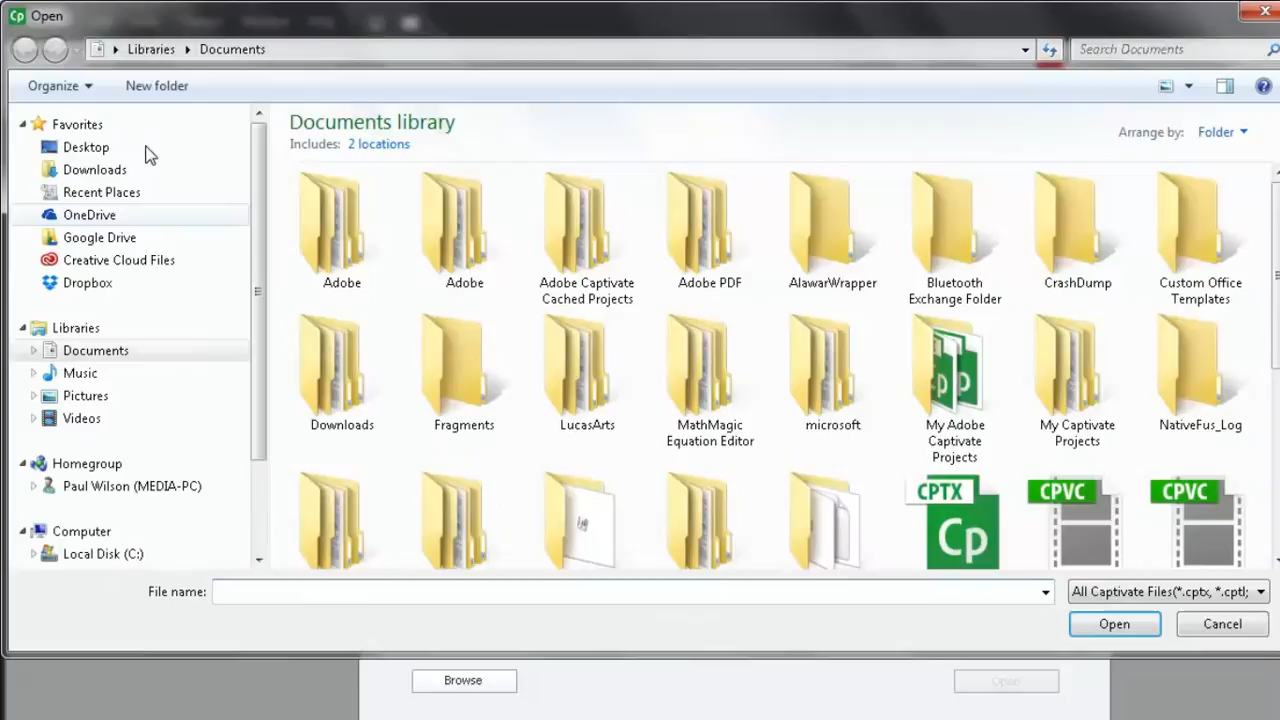 Cp Open
Libraries Documents
Search Documents
Organize New folder
Favorites
Desktop
Downloads
Recent Places
OneDrive
Google Drive
Creative Cloud Files
Dropbox
Libraries
Documents
Music
Pictures
Videos
Homegroup
Paul Wilson (MEDIA-PC)
Computer
Local Disk (C:)
Documents library
Includes: 2 locations
Arrange by: Folder
Adobe
Adobe
Adobe Captivate
Cached Projects
Adobe PDF
AlawarWrapper
Bluetooth
Exchange Folder
CrashDump
Custom Office
Templates
Downloads
Fragments
LucasArts
MathMagic
Equation Editor
microsoft
My Adobe
Captivate
Projects
My Captivate
Projects
NativeFus_Log
CPTX
Cp
CPVC
CPVC
File name:
All Captivate Files(*.cptx, *.cptl;
Open
Cancel
Browse
Open